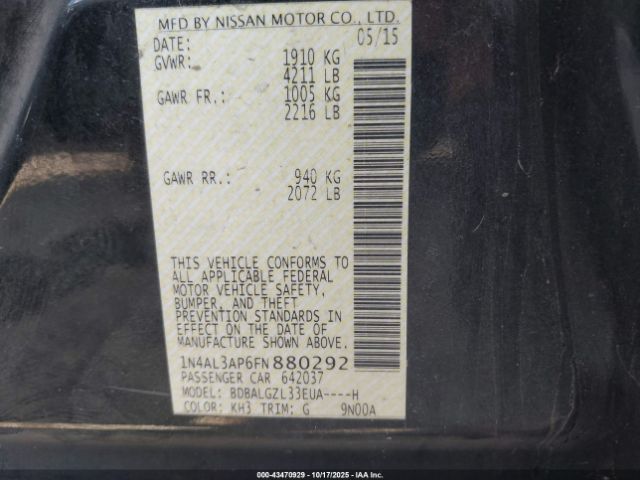 MFD BY NISSAN MOTOR CO., LTD.
DATE: 05/15
GVWR: 1910 KG
4211 LB
GAWR FR.: 1005 KG
2216 LB
GAWR RR.: 940 KG
2072 LB
THIS VEHICLE CONFORMS TO
ALL APPLICABLE FEDERAL
MOTOR VEHICLE SAFETY,
BUMPER, AND THEFT
PREVENTION STANDARDS IN
EFFECT ON THE DATE OF
MANUFACTURE SHOWN ABOVE.
1N4AL3AP6FN880292
PASSENGER CAR 642037
MODEL: BDBALGZL33EUA----H
COLOR: KH3 TRIM: G 9N00A
000-43470929 | 10/17/2025 | IAA Inc.